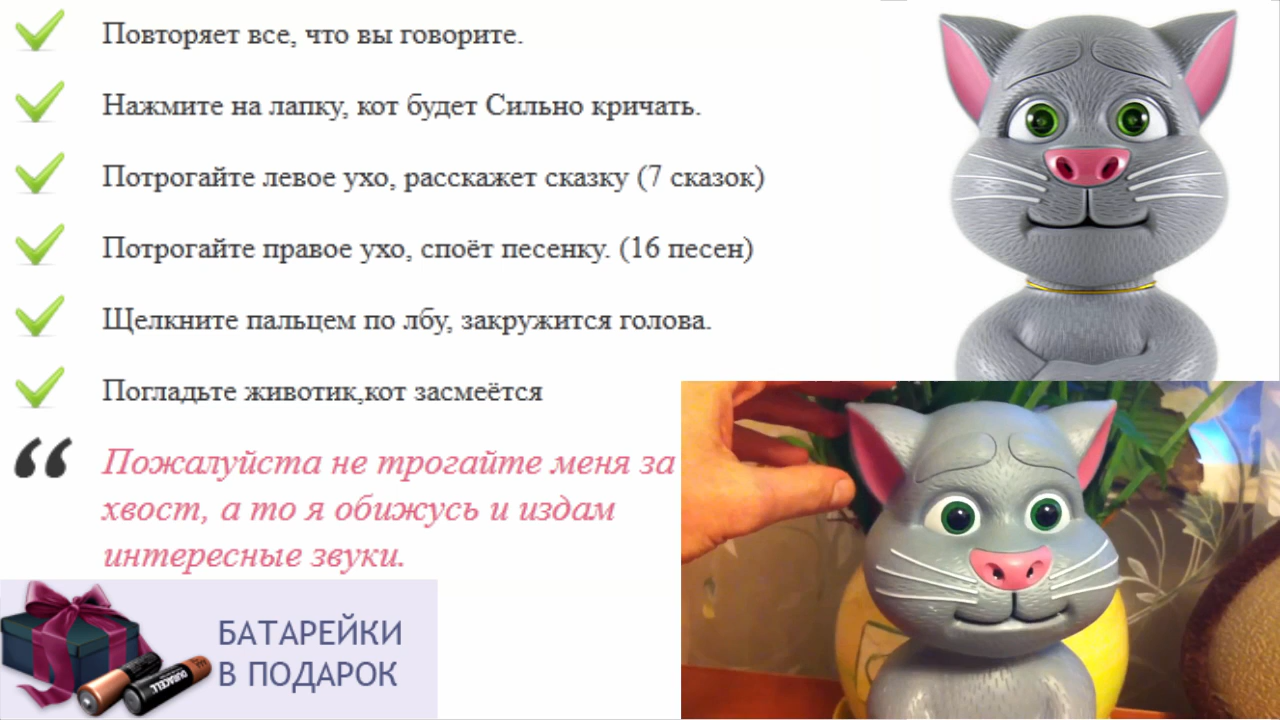 Повторяет все, что вы говорите.
Нажмите на лапку, кот будет Сильно кричать.
Потрогайте левое ухо, расскажет сказку (7 сказок)
Потрогайте правое ухо, споёт песенку. (16 песен)
Щелкните пальцем по лбу, закружится голова.
Погладьте животик,кот засмеётся
“ Пожалуйста не трогайте меня за
хвост, а то я обижусь и издам
интересные звуки.
БАТАРЕЙКИ
В ПОДАРОК
DURACELL